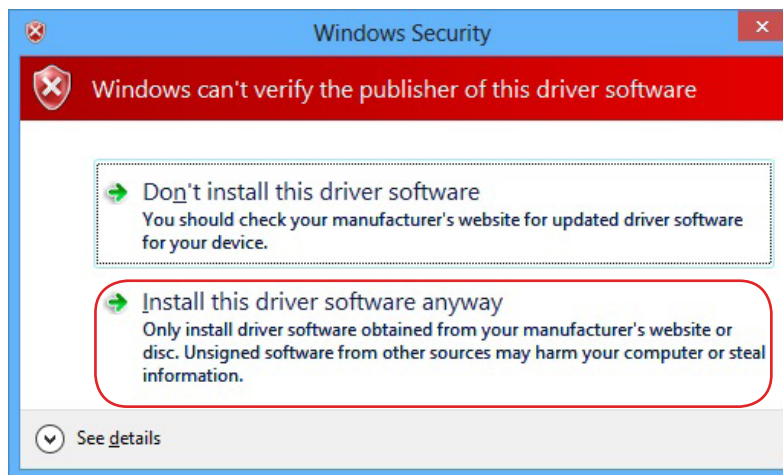 Windows Security
Windows can't verify the publisher of this driver software
Don't install this driver software
You should check your manufacturer's website for updated driver software
for your device.
Install this driver software anyway
Only install driver software obtained from your manufacturer's website or
disc. Unsigned software from other sources may harm your computer or steal
information.
See details